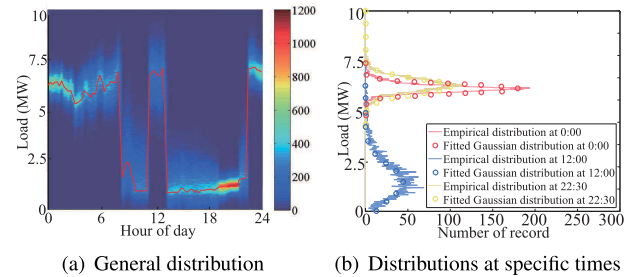 (a)
10
7.5
5.0
2.5
0
Load (MW)
0 6 12 18 24
Hour of day
1200
1000
800
600
400
200
0
(a) General distribution
(b)
10
7.5
5.0
2.5
0
Load (MW)
Empirical distribution at 0:00
Fitted Gaussian distribution at 0:00
Empirical distribution at 12:00
Fitted Gaussian distribution at 12:00
Empirical distribution at 22:30
Fitted Gaussian distribution at 22:30
0 50 100 150 200 300
Number of record
(b) Distributions at specific times